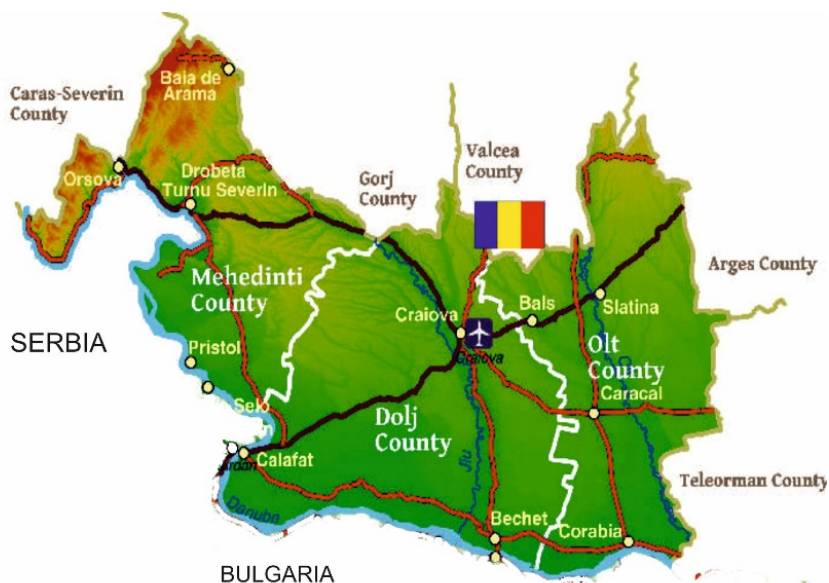 Baia de
Arama
Caras-Severin
County
Orsova
Drobeta
Turnu Severin
Gorj
County
Valcea
County
Arges County
Mehedinti
County
Craiova
Bals
Slatina
SERBIA
Craiova
Pristol
Olt
County
Caracal
Dolj
County
Calafat
Jiu
Teleorman County
Danube
Bechet
Corabia
BULGARIA